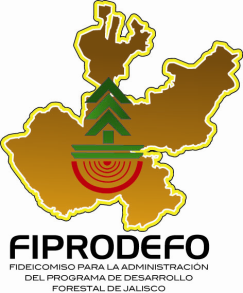 FIPRODEFO
FIDEICOMISO PARA LA ADMINISTRACIÓN
DEL PROGRAMA DE DESARROLLO
FORESTAL DE JALISCO